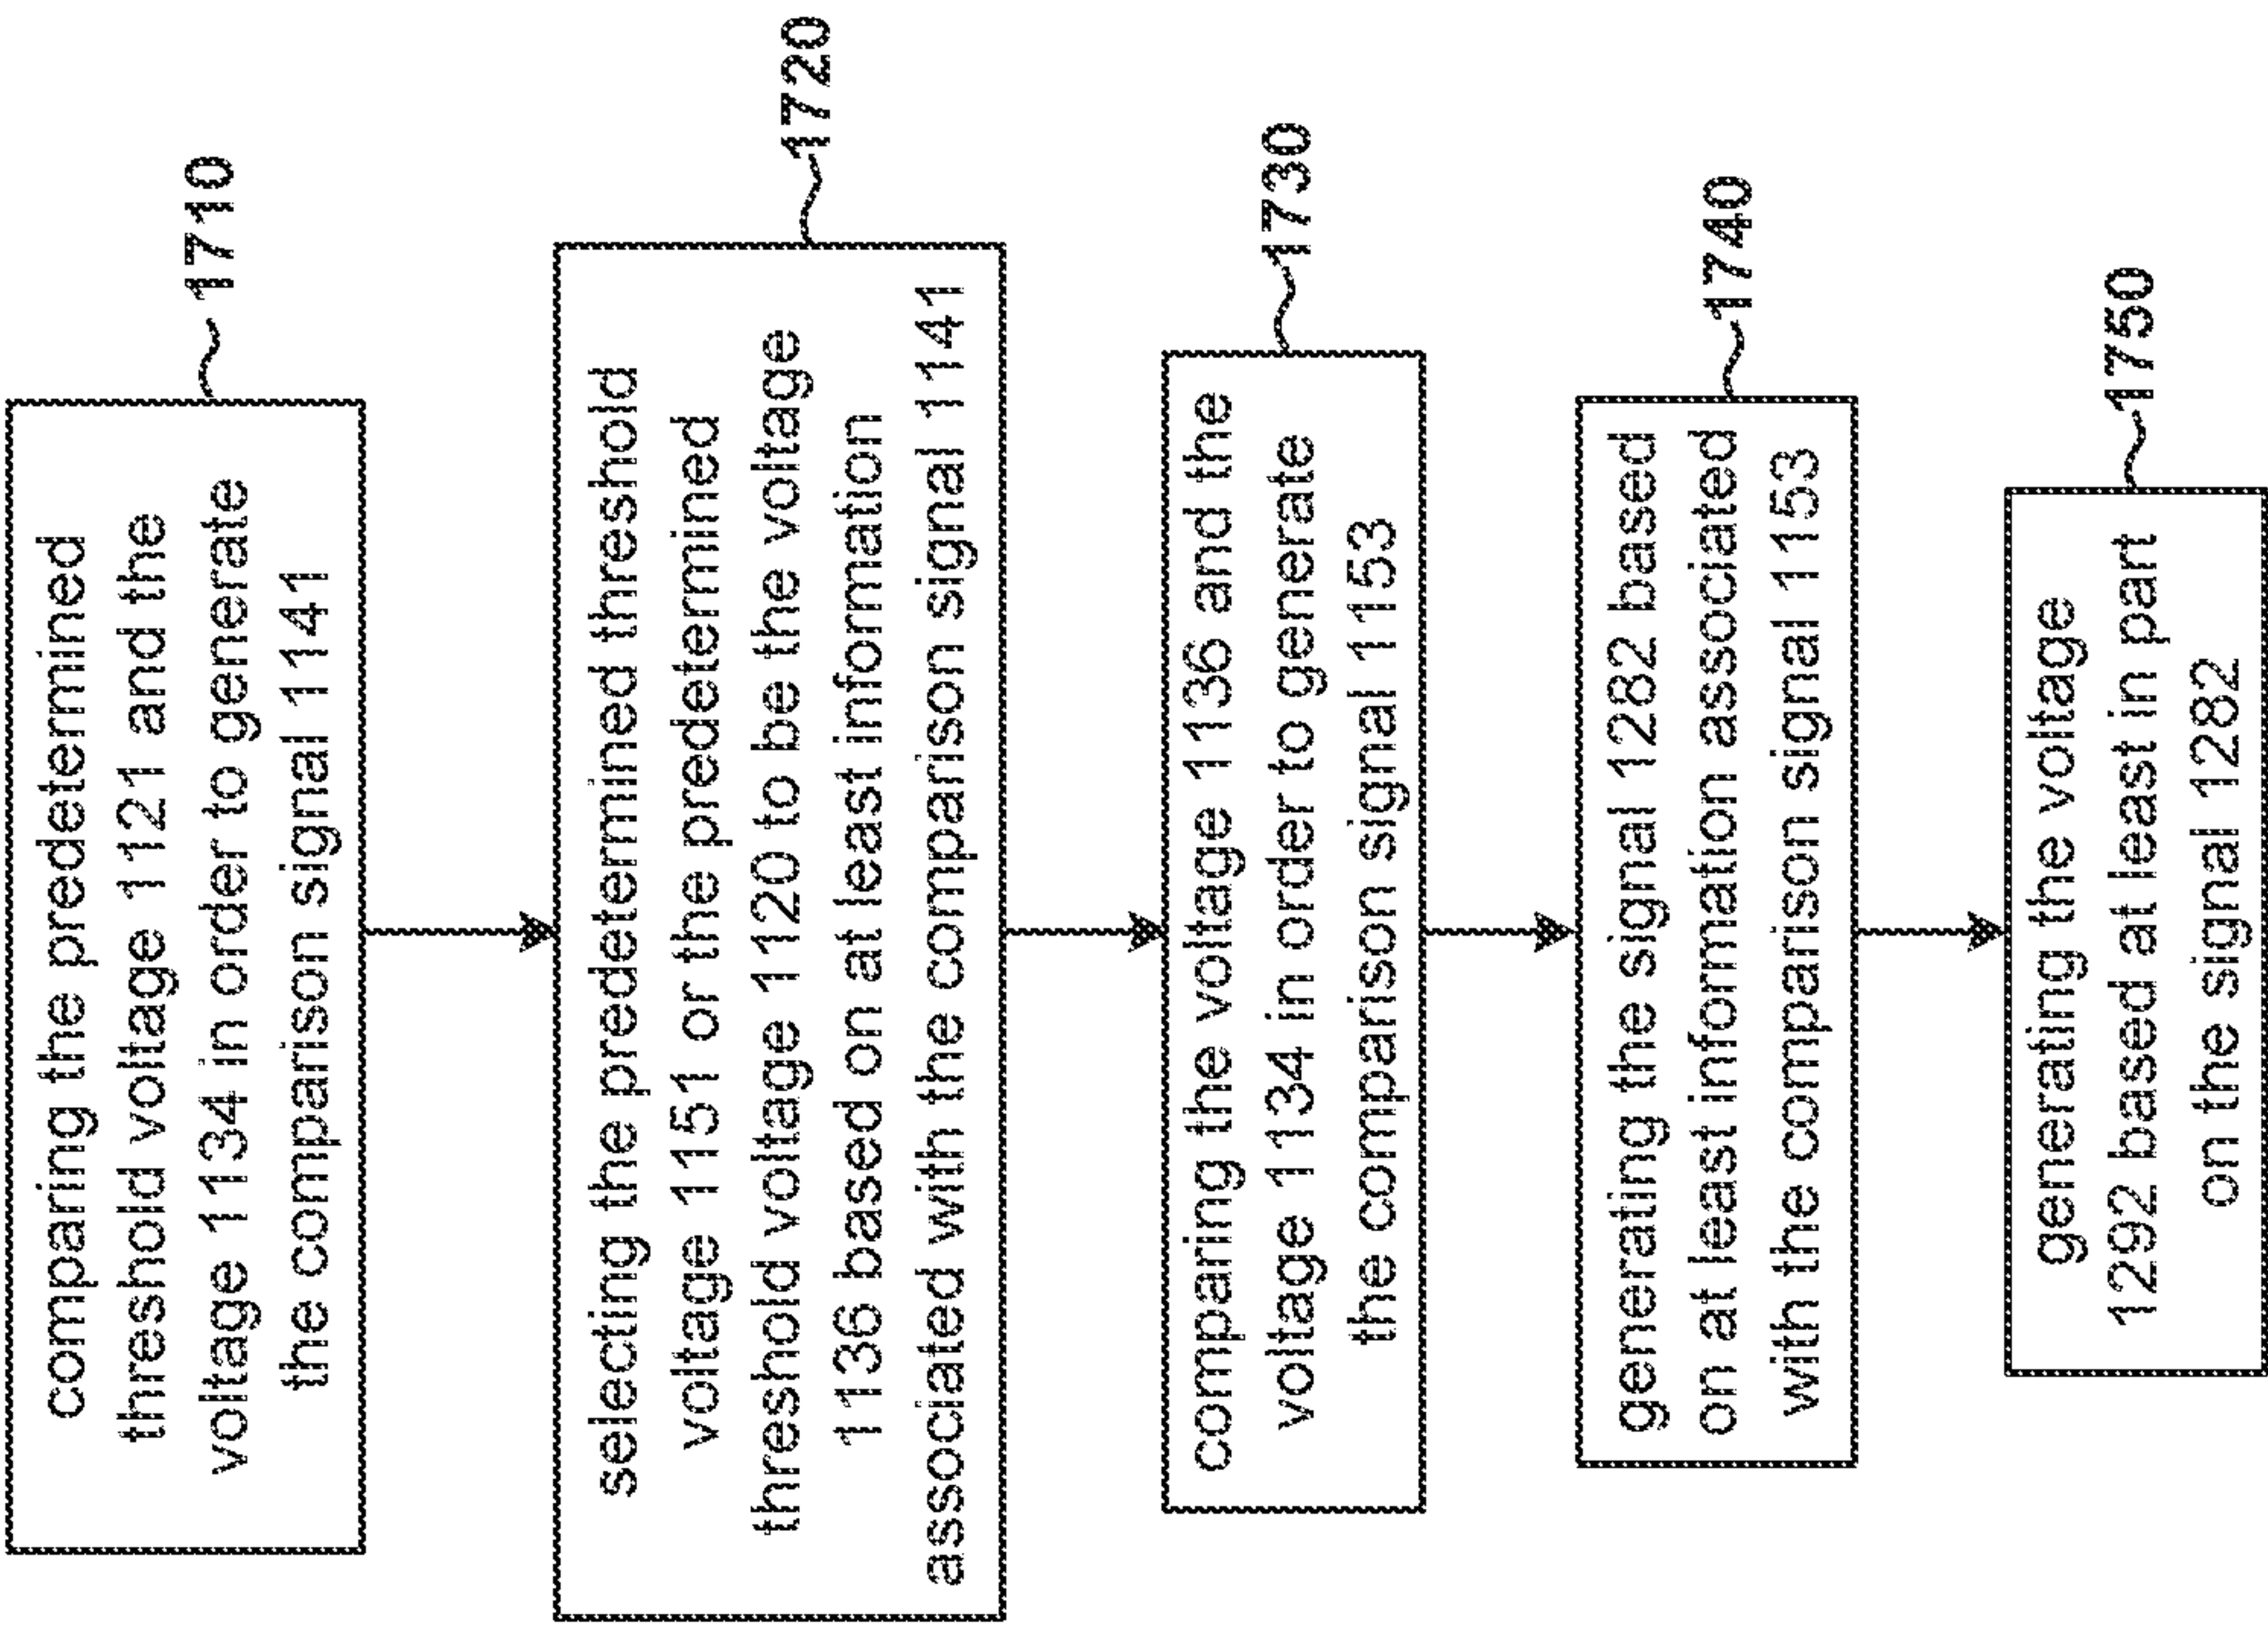 comparing the predetermined
threshold voltage 1121 and the
voltage 1134 in order to generate
the comparison signal 1141
1710
selecting the predetermined threshold
voltage 1151 or the predetermined
threshold voltage 1120 to be the voltage
1136 based on at least information
associated with the comparison signal 1141
1720
comparing the voltage 1136 and the
voltage 1134 in order to generate
the comparison signal 1153
1730
generating the signal 1282 based
on at least information associated
with the comparison signal 1153
1740
generating the voltage
1292 based at least in part
on the signal 1282
1750